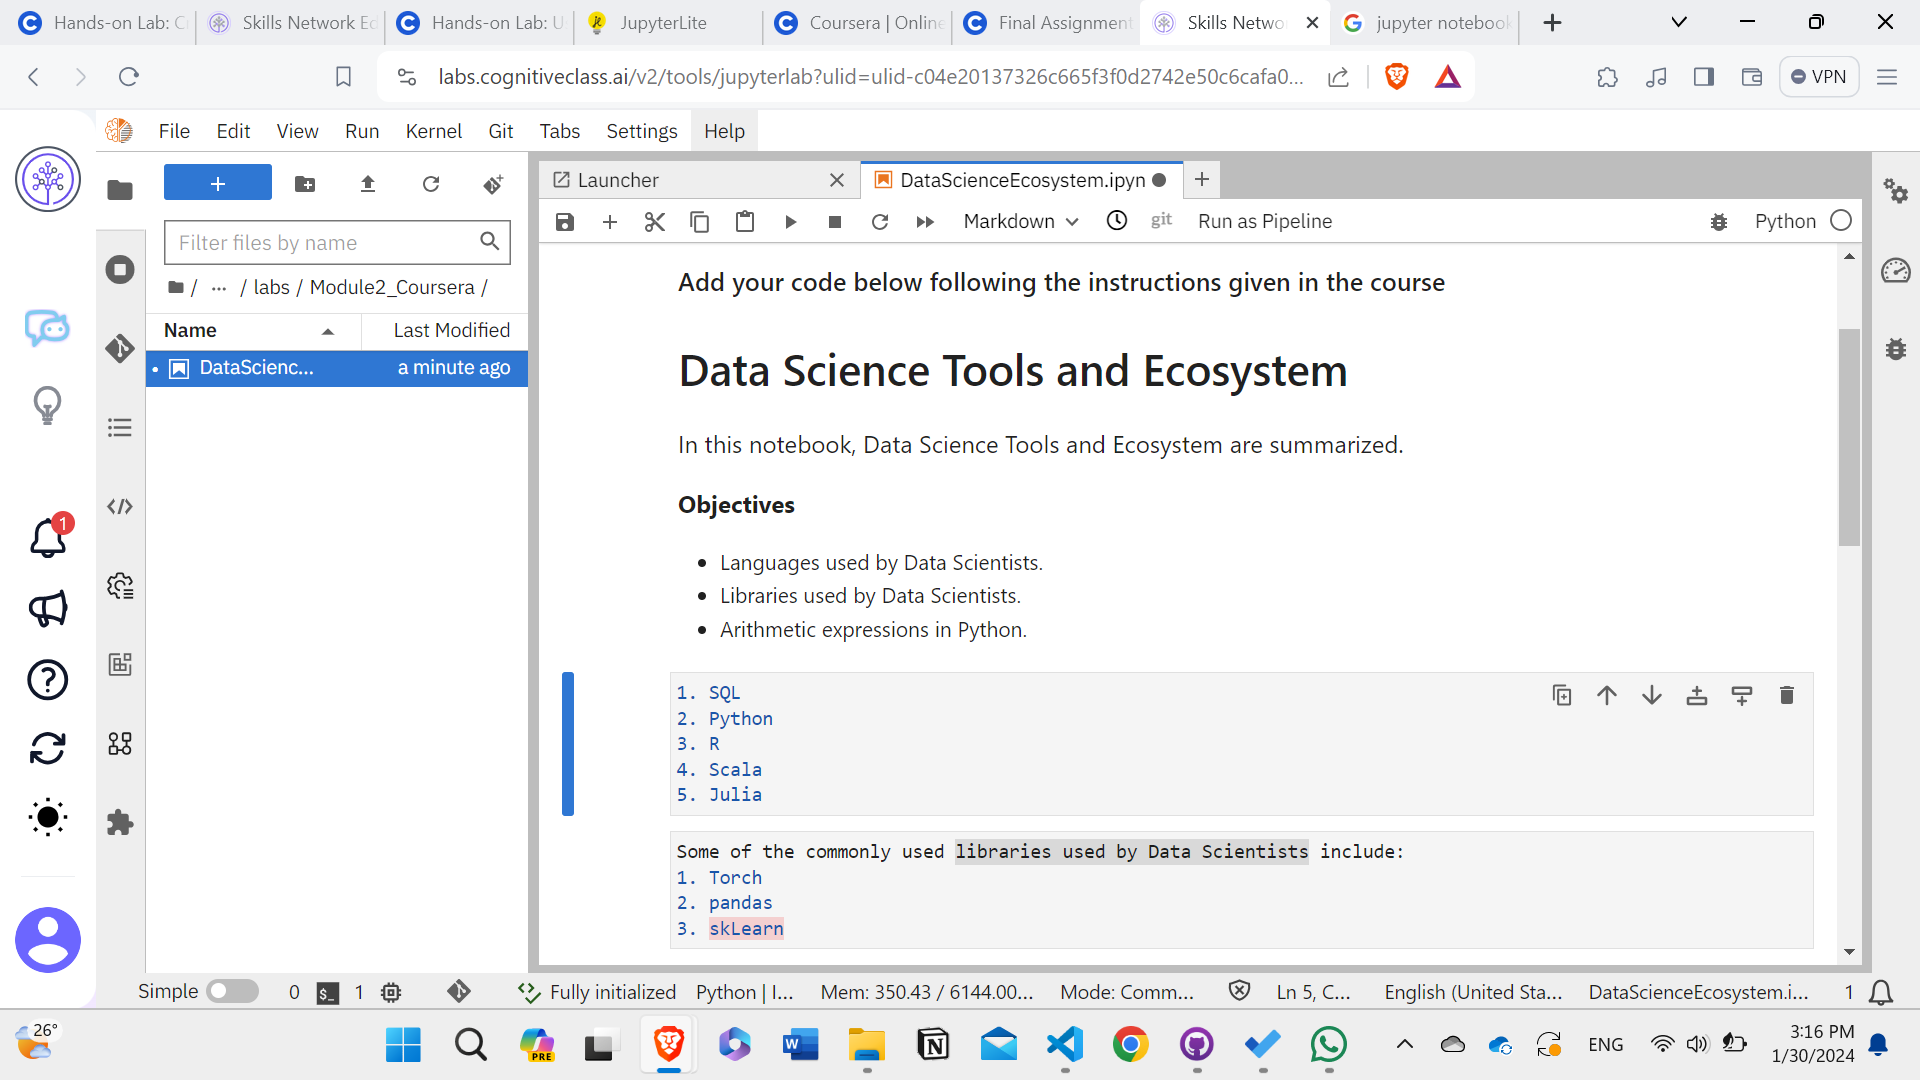 Hands-on Lab: C
Skills Network Ed
Hands-on Lab: U
JupyterLite
Coursera | Online
Final Assignment
Skills Netwo
jupyter notebook
labs.cognitiveclass.ai/v2/tools/jupyterlab?ulid=ulid-c04e20137326c665f3f0d2742e50c6cafa0...
VPN
File Edit View Run Kernel Git Tabs Settings Help
Launcher
DataScienceEcosystem.ipyn
Markdown
git
Run as Pipeline
Python
Filter files by name
/ ... / labs / Module2_Coursera /
Name Last Modified
DataScienc... a minute ago
Add your code below following the instructions given in the course
Data Science Tools and Ecosystem
In this notebook, Data Science Tools and Ecosystem are summarized.
Objectives
• Languages used by Data Scientists.
• Libraries used by Data Scientists.
• Arithmetic expressions in Python.
1. SQL
2. Python
3. R
4. Scala
5. Julia
Some of the commonly used libraries used by Data Scientists include:
1. Torch
2. pandas
3. skLearn
1
Simple 0 $_ 1 Fully initialized Python | I... Mem: 350.43 / 6144.00... Mode: Comm... Ln 5, C... English (United Sta... DataScienceEcosystem.i... 1
26°
PRE
W
N
ENG
3:16 PM
1/30/2024